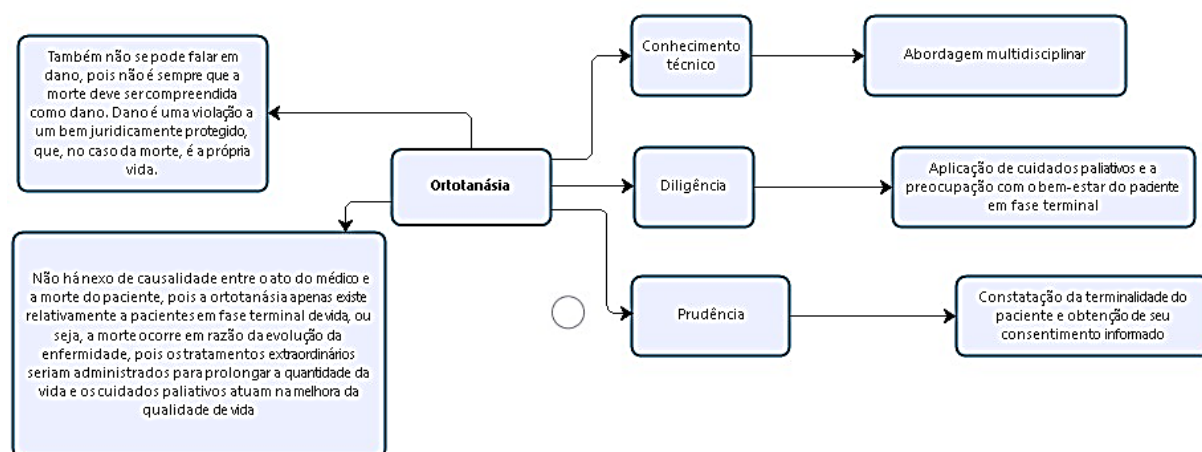 Também não se pode falar em
dano, pois não é sempre que a
morte deve ser compreendida
como dano. Dano é uma violação a
um bem juridicamente protegido,
que, no caso da morte, é a própria
vida.
Conhecimento
técnico
Abordagem multidisciplinar
Ortotanásia
Diligência
Aplicação de cuidados paliativos e a
preocupação com o bem-estar do paciente
em fase terminal
Não há nexo de causalidade entre o ato do médico e
a morte do paciente, pois a ortotanásia apenas existe
relativamente a pacientes em fase terminal de vida, ou
seja, a morte ocorre em razão da evolução da
enfermidade, pois os tratamentos extraordinários
seriam administrados para prolongar a quantidade da
vida e os cuidados paliativos atuam na melhora da
qualidade de vida
Prudência
Constatação da terminalidade do
paciente e obtenção de seu
consentimento informado